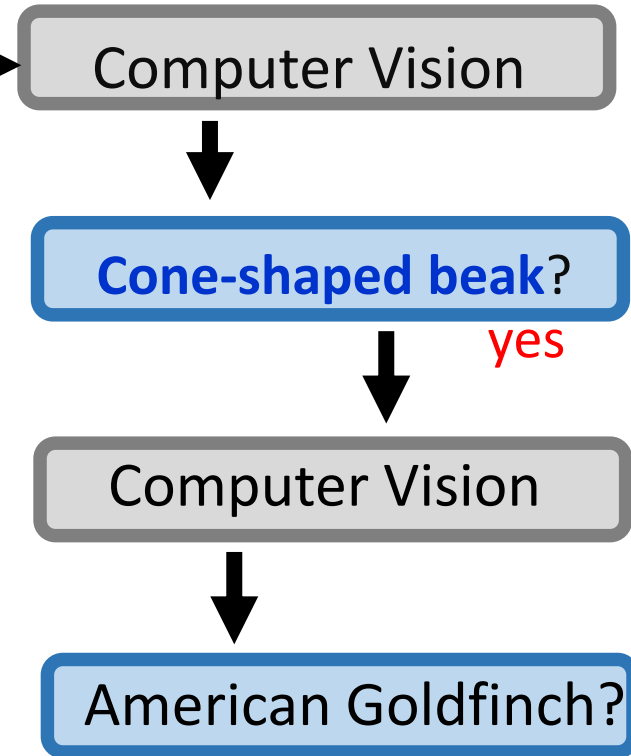 Computer Vision
Cone-shaped beak?
yes
Computer Vision
American Goldfinch?